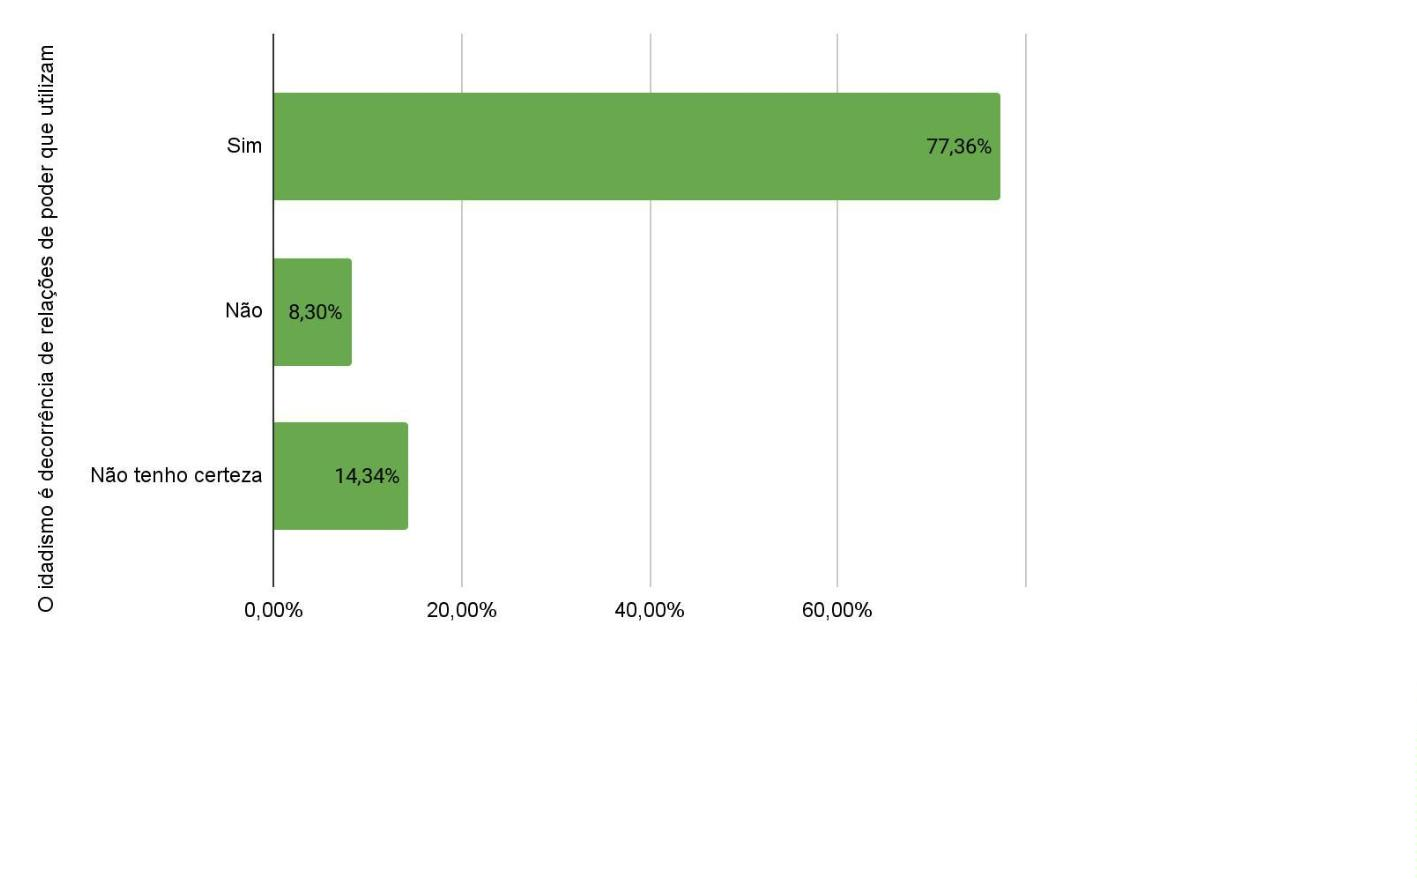 O idadismo é decorrência de relações de poder que utilizam
Sim
77,36%
Não
8,30%
Não tenho certeza
14,34%
0,00%
20,00%
40,00%
60,00%